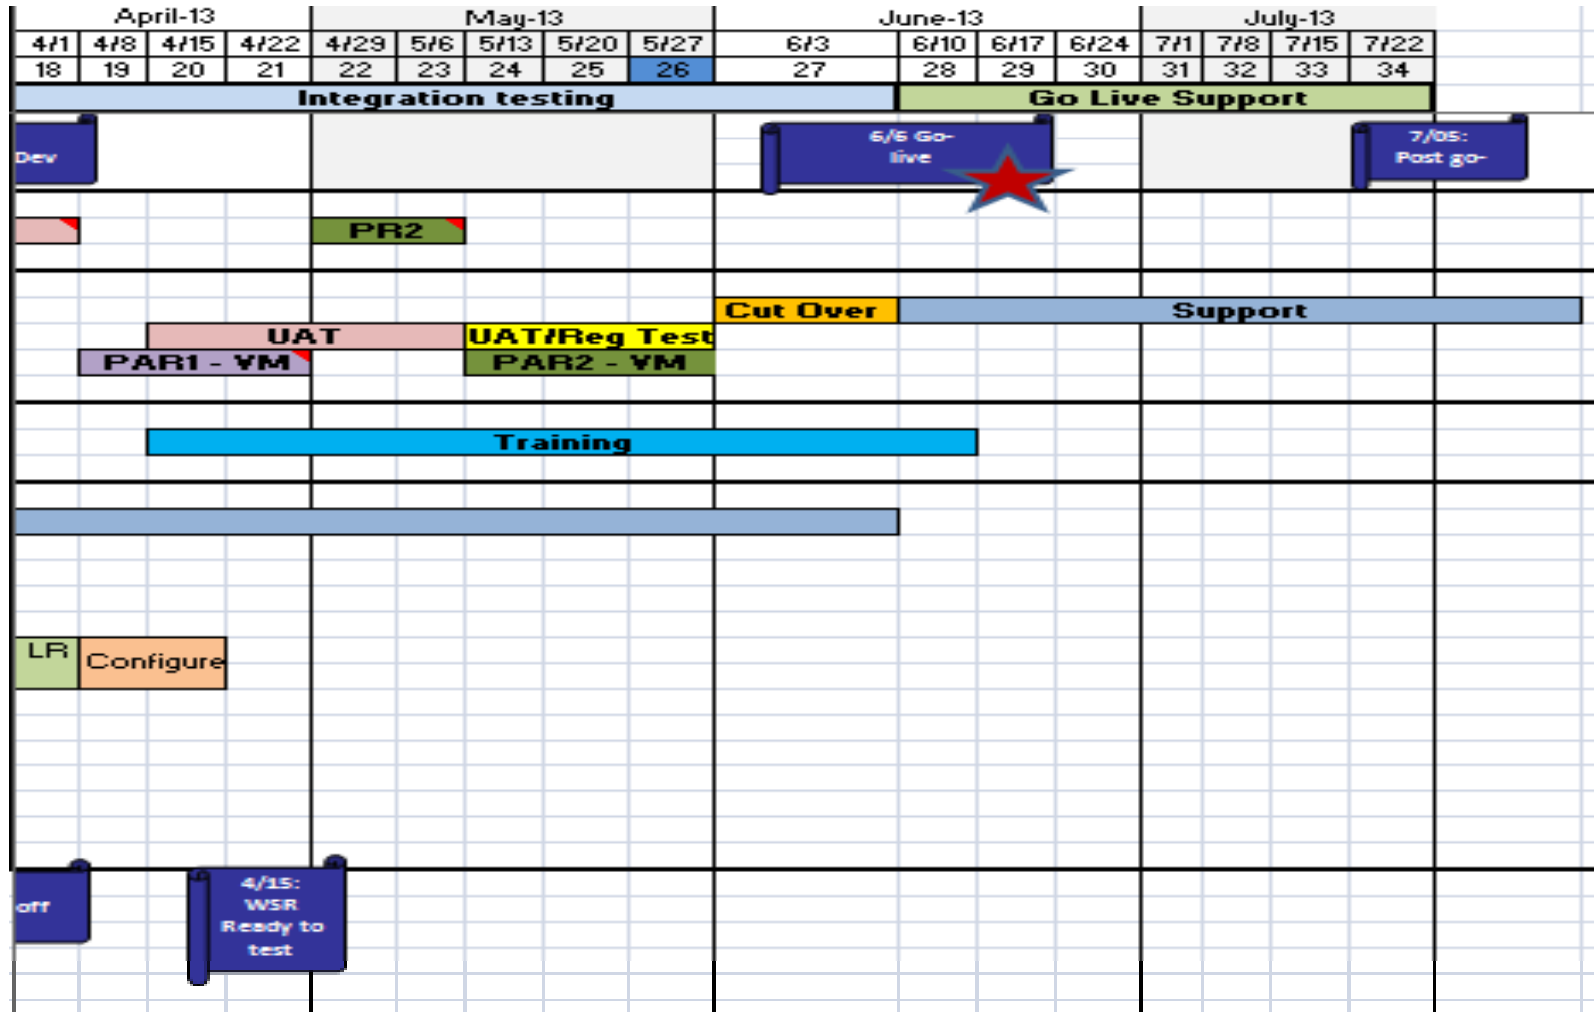 April-13 May-13 June-13 July-13
4/1 4/8 4/15 4/22 4/29 5/6 5/13 5/20 5/27 6/3 6/10 6/17 6/24 7/1 7/8 7/15 7/22
18 19 20 21 22 23 24 25 26 27 28 29 30 31 32 33 34
Integration testing Go Live Support
Dev
6/6 Go-
live
7/05:
Post go-
PR2
Cut Over Support
UAT UAT/Reg Test
PAR1 - VM PAR2 - VM
Training
LR
Configure
off
4/15:
WSR
Ready to
test